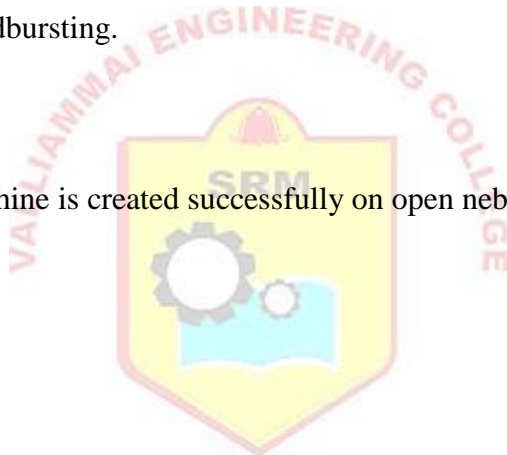 dbursting.
VALLIAMMAI ENGINEERING COLLEGE
SRM
hine is created successfully on open neb